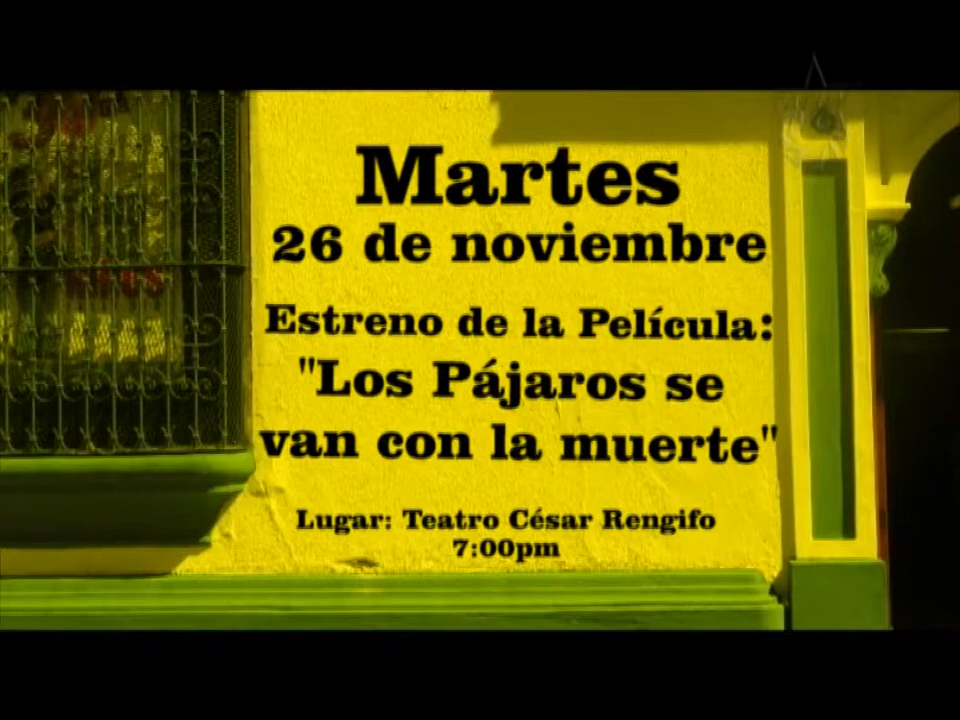 Martes
26 de noviembre
Estreno de la Película:
"Los Pájaros se
van con la muerte"
Lugar: Teatro César Rengifo
7:00pm